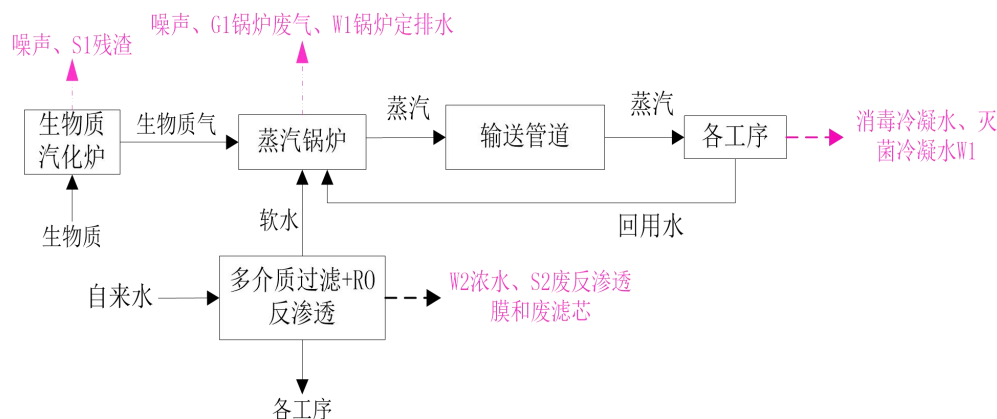 噪声、S1残渣
噪声、G1锅炉废气、W1锅炉定排水
生物质
汽化炉
生物质气
蒸汽锅炉
蒸汽
输送管道
蒸汽
各工序
消毒冷凝水、灭
菌冷凝水W1
生物质
软水
回用水
自来水
多介质过滤+RO
反渗透
W2浓水、S2废反渗透
膜和废滤芯
各工序